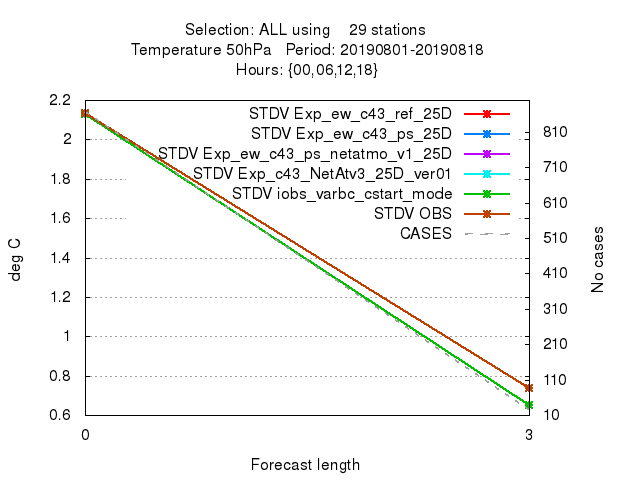 Selection: ALL using    29 stations
Temperature 50hPa   Period: 20190801-20190818
Hours: {00,06,12,18}
2.2
2
1.8
1.6
1.4
1.2
1
0.8
0.6
deg C
STDV Exp_ew_c43_ref_25D
STDV Exp_ew_c43_ps_25D
STDV Exp_ew_c43_ps_netatmo_v1_25D
STDV Exp_c43_NetAtv3_25D_ver01
STDV iobs_varbc_cstart_mode
STDV OBS
CASES
810
710
610
510
410
310
210
110
10
No cases
0 3
Forecast length